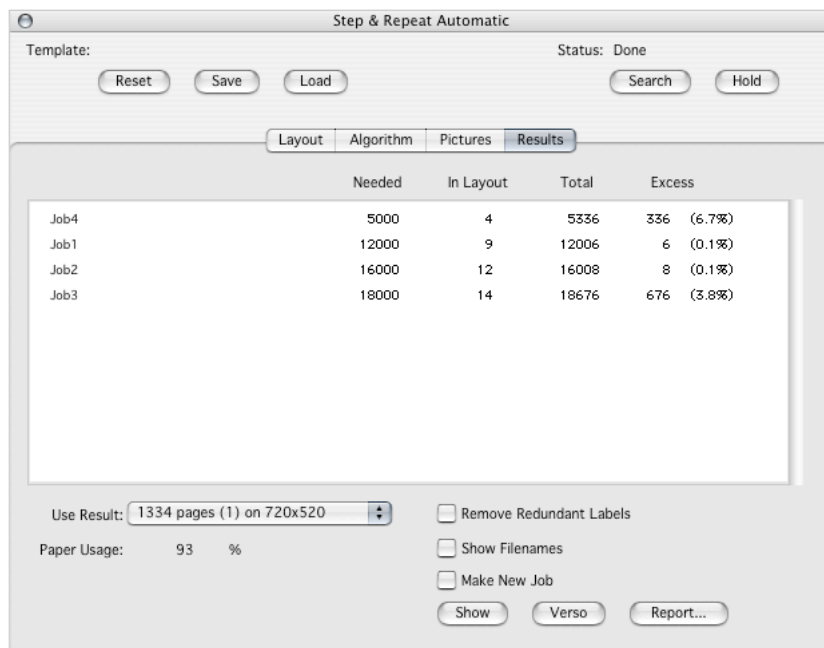 Step & Repeat Automatic
Template: Status: Done
Reset Save Load Search Hold
Layout Algorithm Pictures Results
Needed In Layout Total Excess
Job4 5000 4 5336 336 (6.7%)
Job1 12000 9 12006 6 (0.1%)
Job2 16000 12 16008 8 (0.1%)
Job3 18000 14 18676 676 (3.8%)
Use Result: 1334 pages (1) on 720x520 Remove Redundant Labels
Paper Usage: 93 % Show Filenames
Make New Job
Show Verso Report...